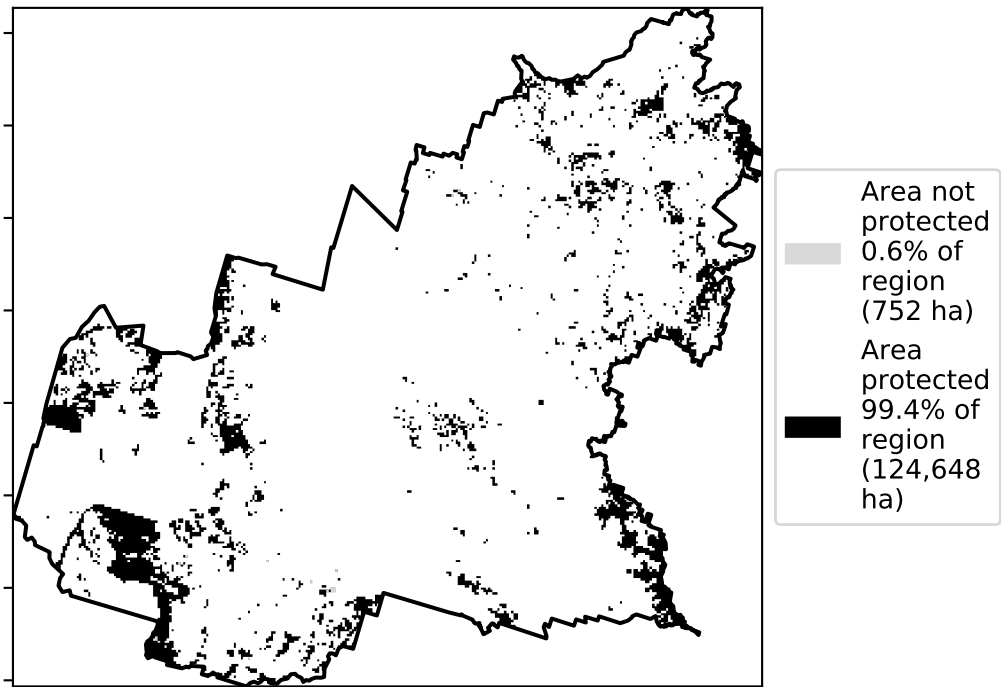 Area not
protected
0.6% of
region
(752 ha)
Area
protected
99.4% of
region
(124,648
ha)